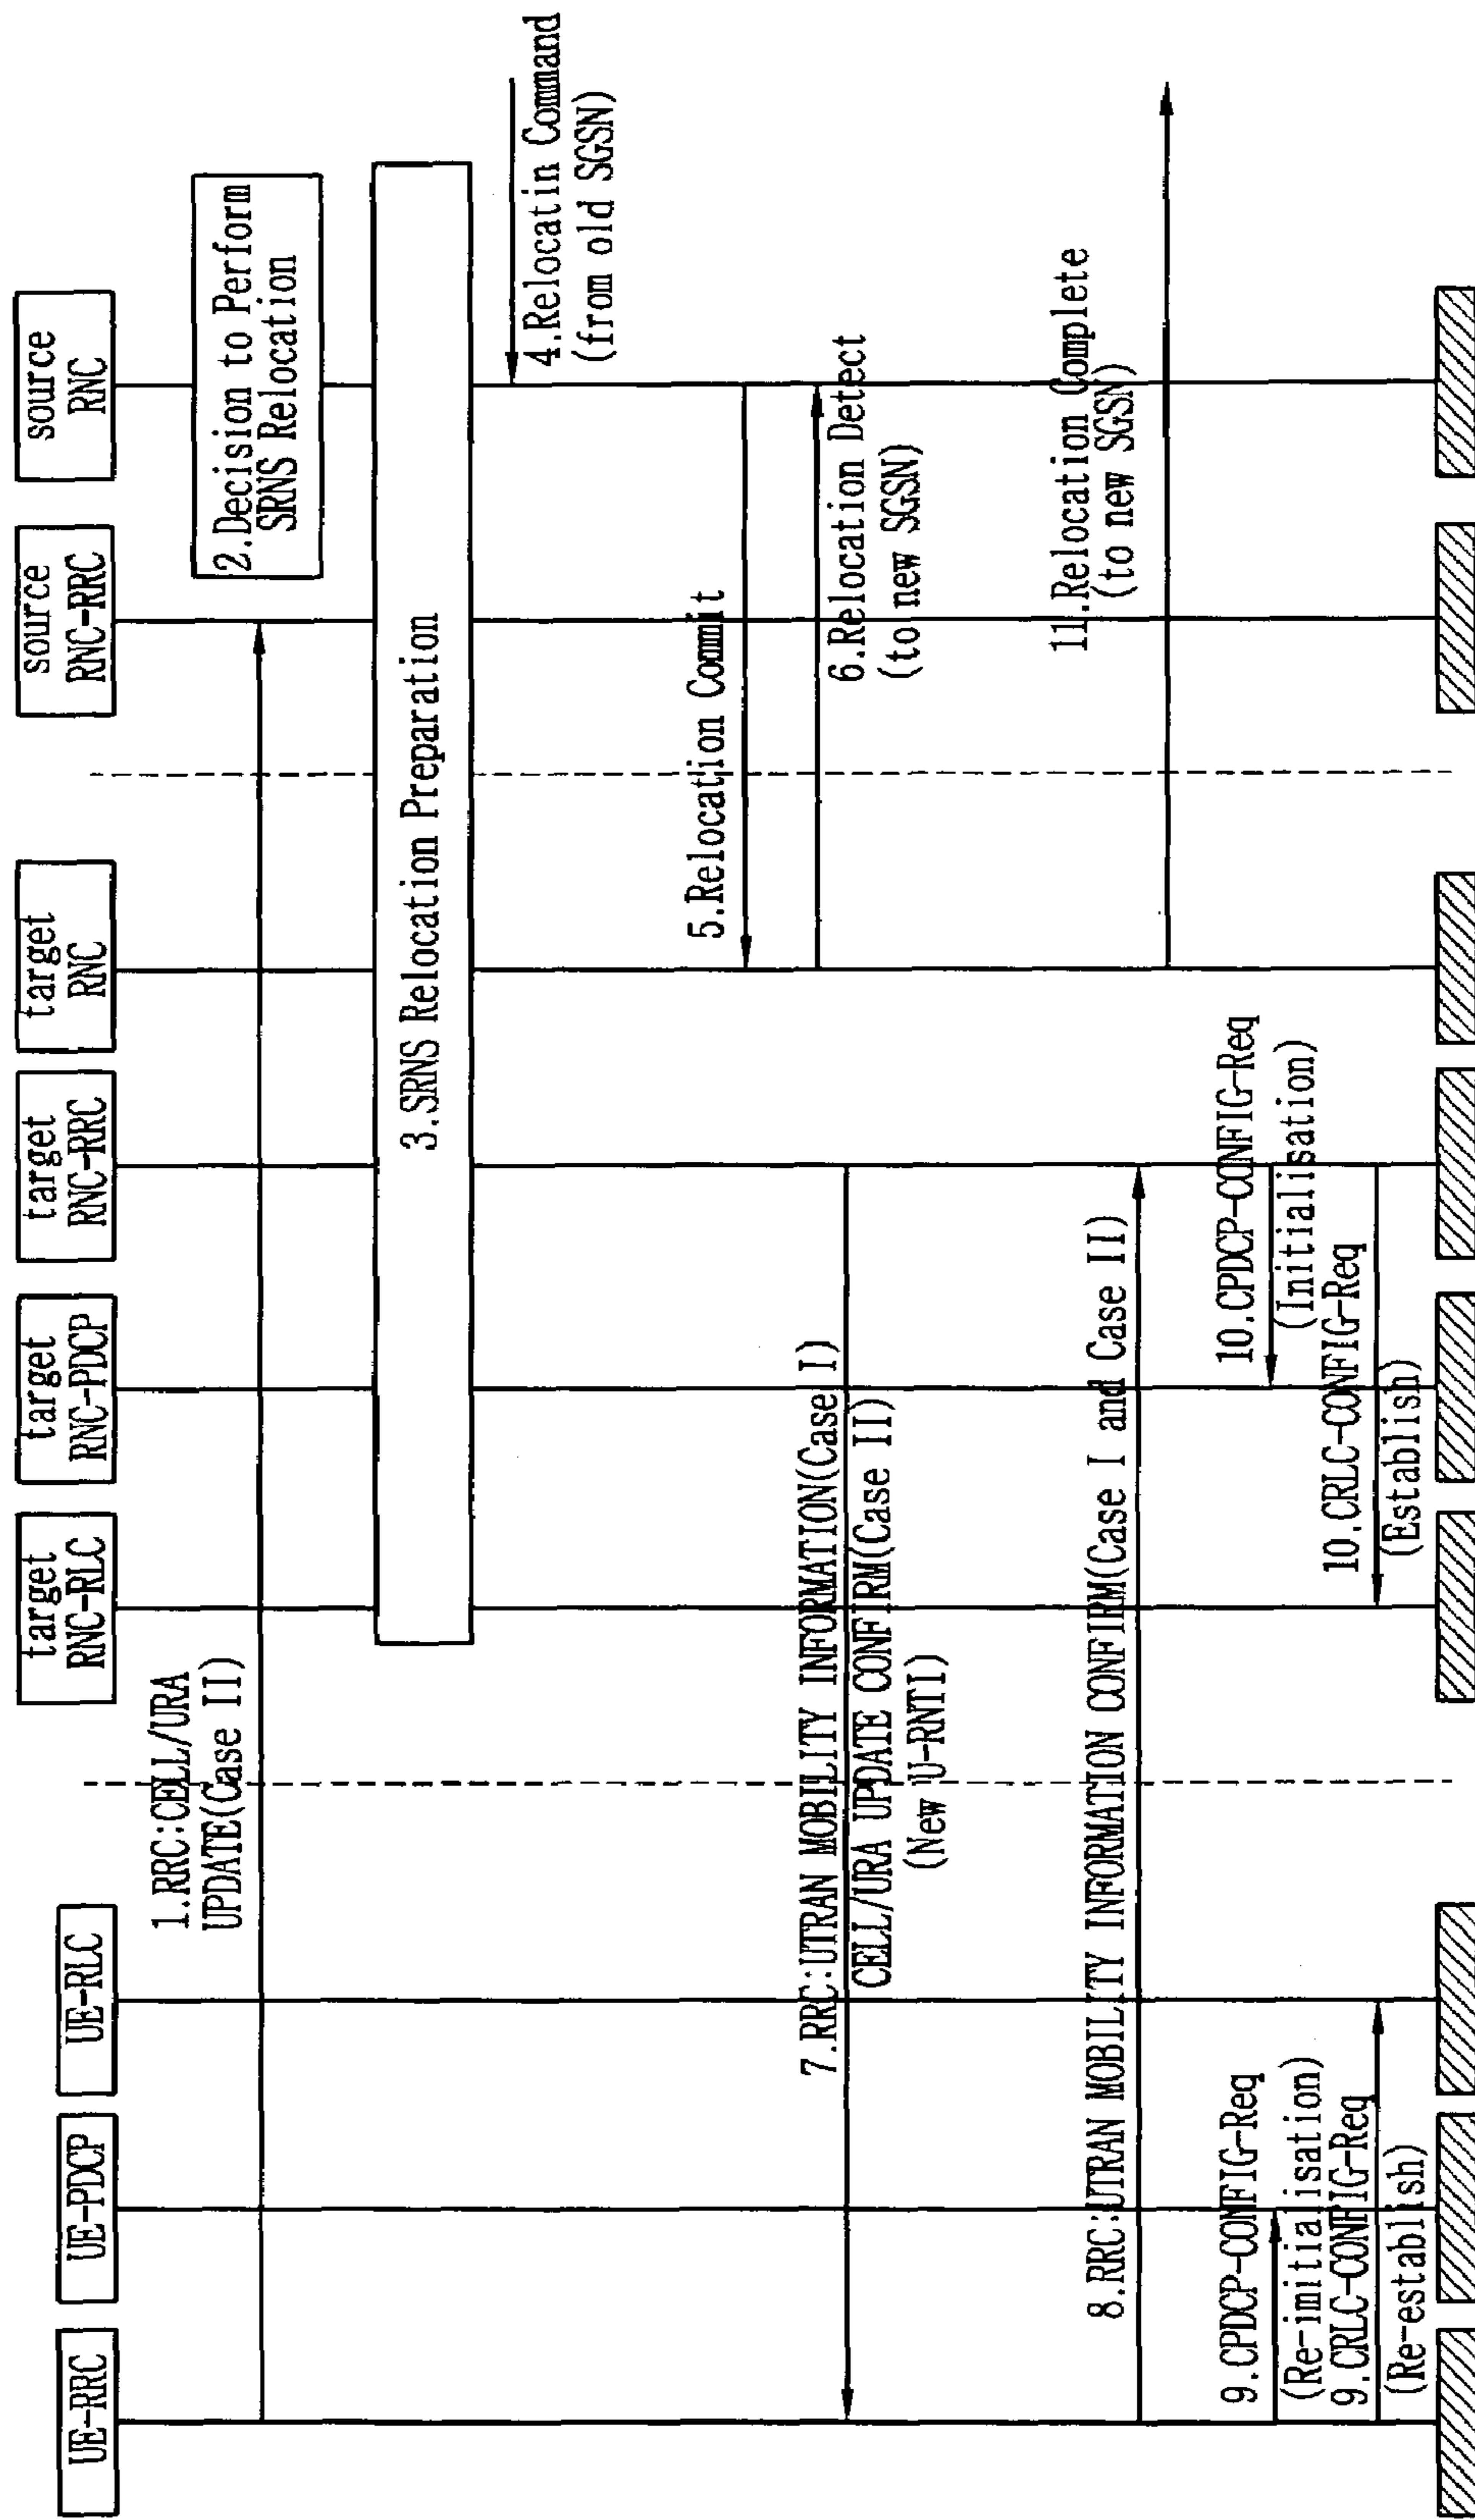 UE-RRC
UE-PDCP
UE-RLC
target
RNC-RLC
target
RNC-PDCP
target
RNC-RRC
target
RNC
source
RNC-RRC
source
RNC
1.RRC:CELL/URA
UPDATE(Case II)
2.Decision to Perform
SRNS Relocation
3.SRNS Relocation Preparation
4.Relocatin Command
(from old SGSN)
5.Relocation Commit
6.Relocation Detect
(to new SGSN)
7.RRC:UTRAN MOBILITY INFORMATION(Case I)
CELL/URA UPDATE CONFIRM(Case II)
(New U-RNTI)
8.RRC:UTRAN MOBILITY INFORMATION CONFIRM(Case I and Case II)
11.Relocation Complete
(to new SGSN)
9.CPDCP-CONFIG-Req
(Re-imitialisation)
9.CRLC-CONFIG-Req
(Re-establish)
10.CPDCP-CONFIG-Req
(Initialisation)
10.CRLC-CONFIG-Req
(Establish)